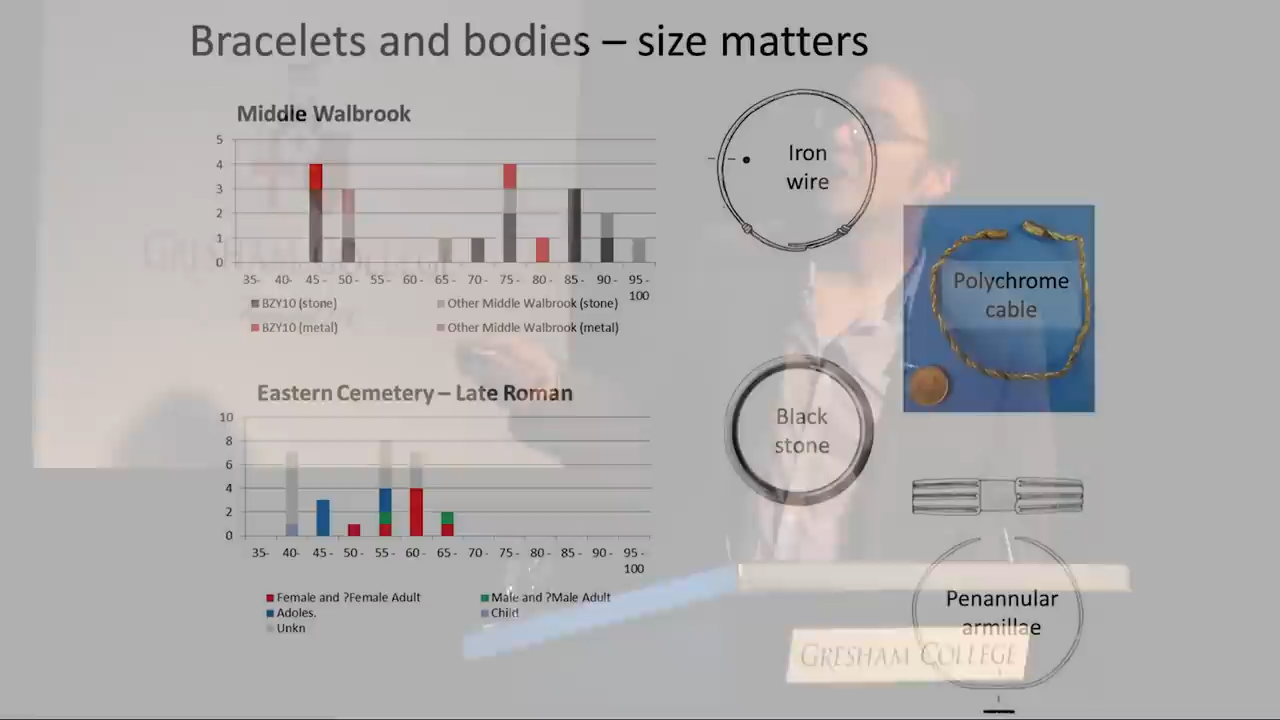 Bracelets and bodies – size matters
Middle Walbrook
5
4
3
2
1
0
35- 40- 45 - 50 - 55 - 60 - 65 - 70 - 75 - 80 - 85 - 90 - 95 -
100
BZY10 (stone) Other Middle Walbrook (stone)
BZY10 (metal) Other Middle Walbrook (metal)
Eastern Cemetery – Late Roman
10
8
6
4
2
0
35- 40- 45 - 50 - 55 - 60 - 65 - 70 - 75 - 80 - 85 - 90 - 95 -
100
Female and ?Female Adult Male and ?Male Adult
Adoles. Child
Unkn
Iron
wire
Polychrome
cable
Black
stone
Penannular
armillae
GRESHAM COLLEGE
GRESHAM COLLEGE